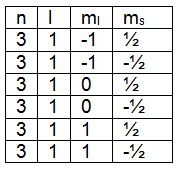 n l mₗ mₛ
3 1 -1 ½
3 1 -1 -½
3 1 0 ½
3 1 0 -½
3 1 1 ½
3 1 1 -½